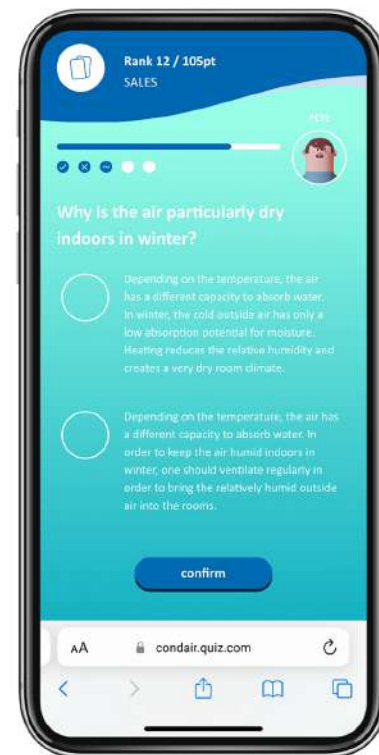 Rank 12 / 105pt
SALES
PETE
Why is the air particularly dry
indoors in winter?
Depending on the temperature, the air
has a different capacity to absorb water.
In winter, the cold outside air has only a
low absorption potential for moisture.
Heating reduces the relative humidity and
creates a very dry room climate.
Depending on the temperature, the air has
a different capacity to absorb water. In
order to keep the air humid indoors in
winter, one should ventilate regularly in
order to bring the relatively humid outside
air into the rooms.
confirm
AA
condair.quiz.com